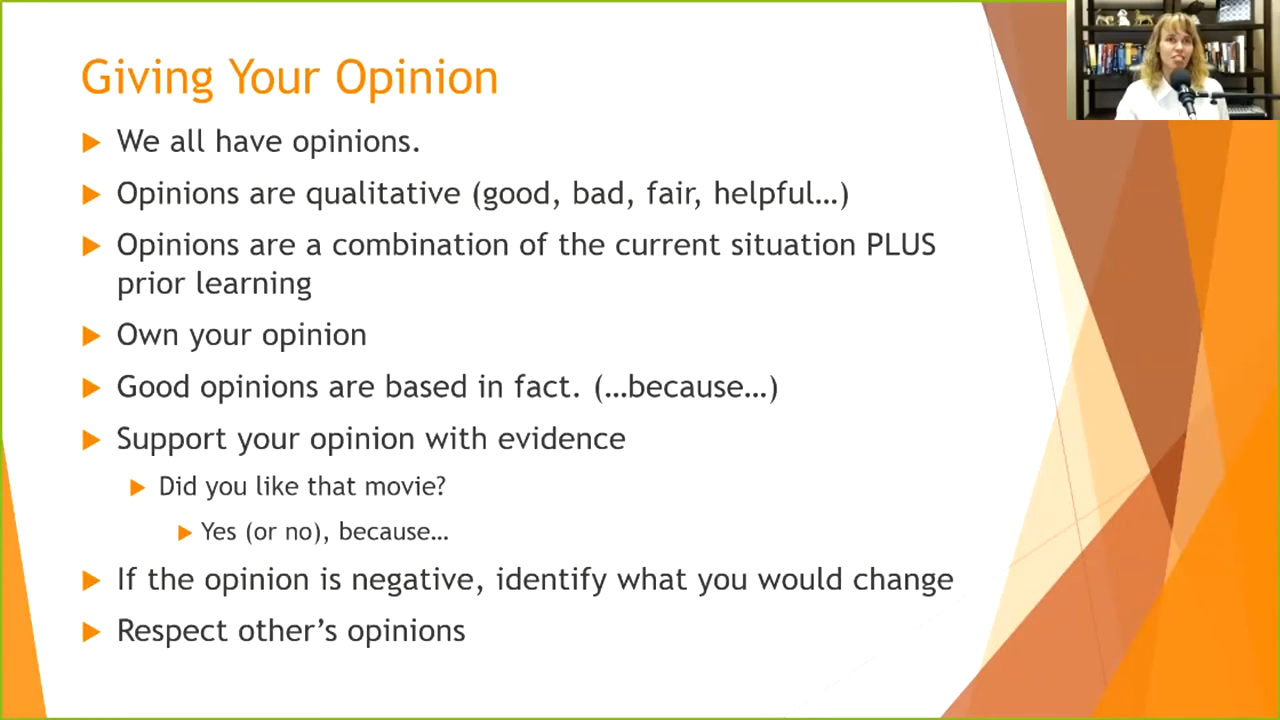 Giving Your Opinion
We all have opinions.
Opinions are qualitative (good, bad, fair, helpful…)
Opinions are a combination of the current situation PLUS
prior learning
Own your opinion
Good opinions are based in fact. (…because…)
Support your opinion with evidence
Did you like that movie?
Yes (or no), because…
If the opinion is negative, identify what you would change
Respect other’s opinions